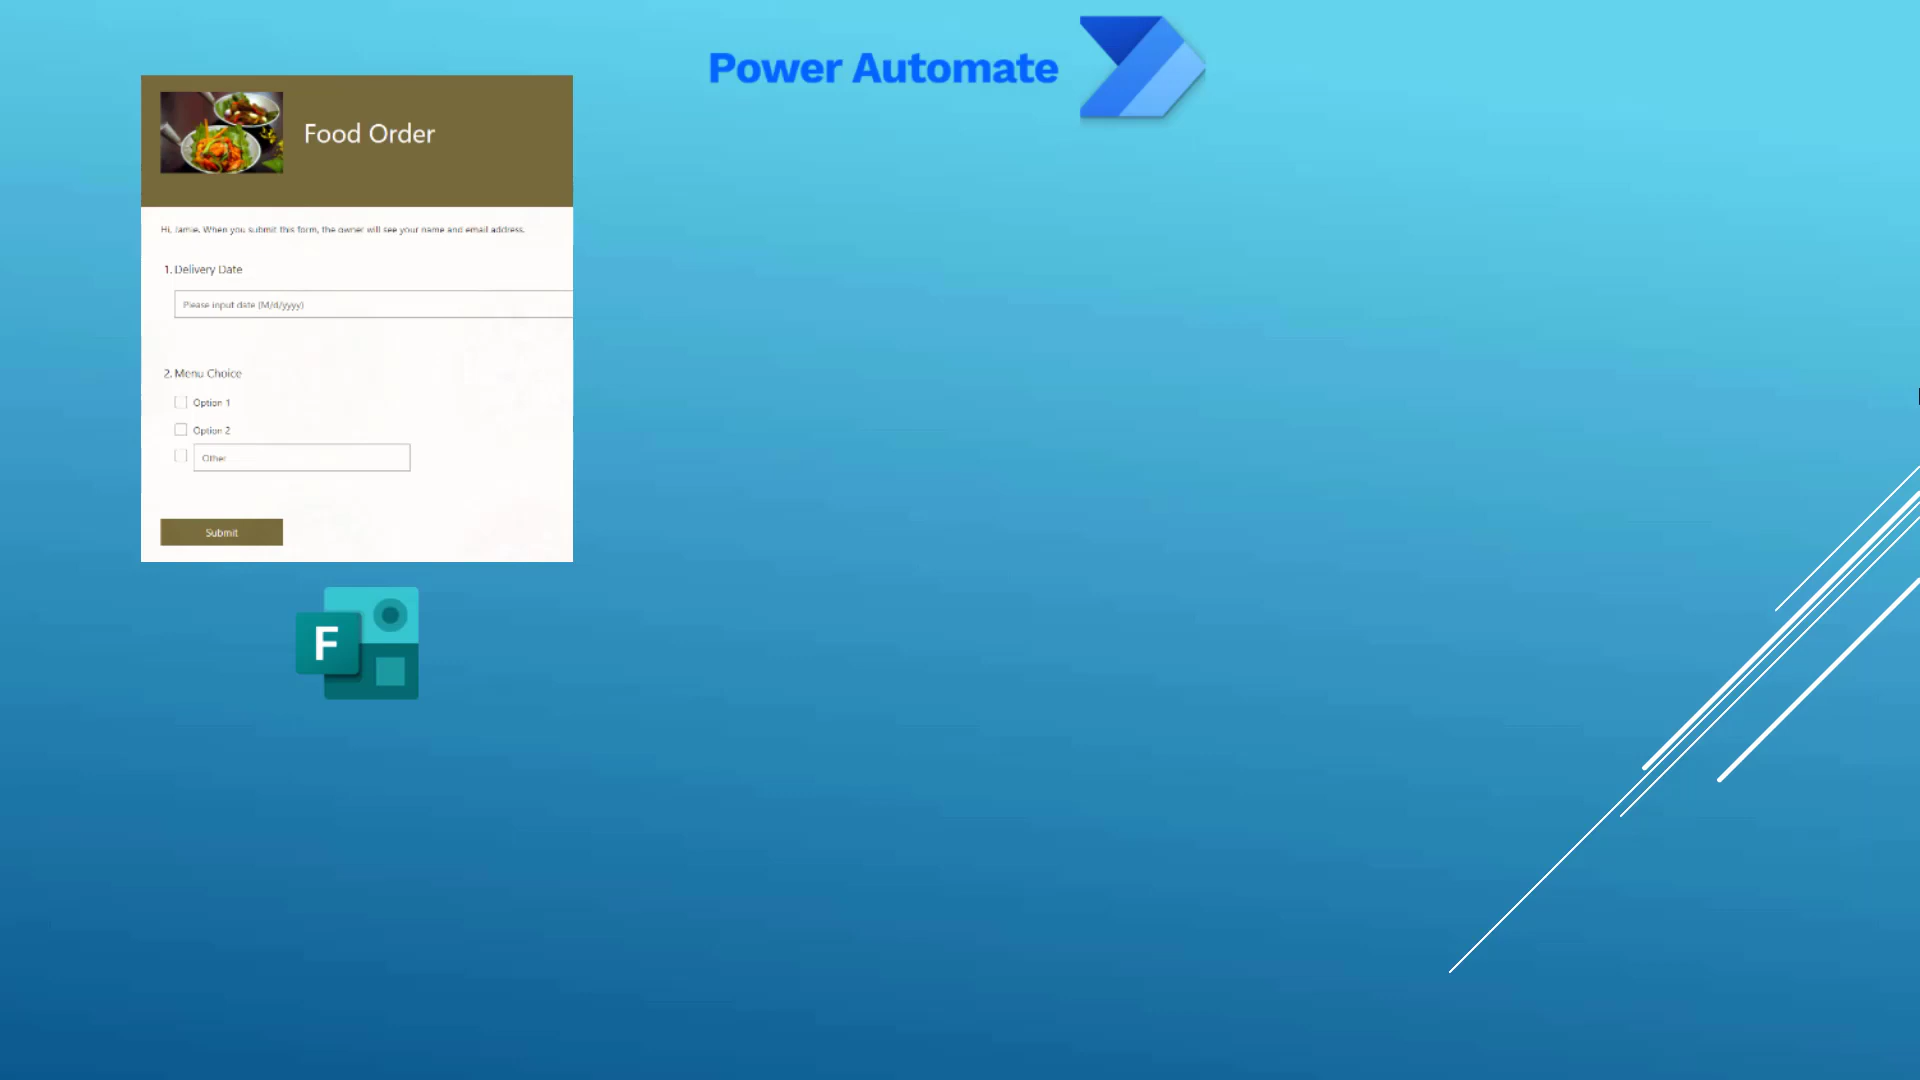 Power Automate
Food Order
Hi, Jamie. When you submit this form, the owner will see your name and email address.
1. Delivery Date
Please input date (M/d/yyyy)
2. Menu Choice
Option 1
Option 2
Other
Submit
F